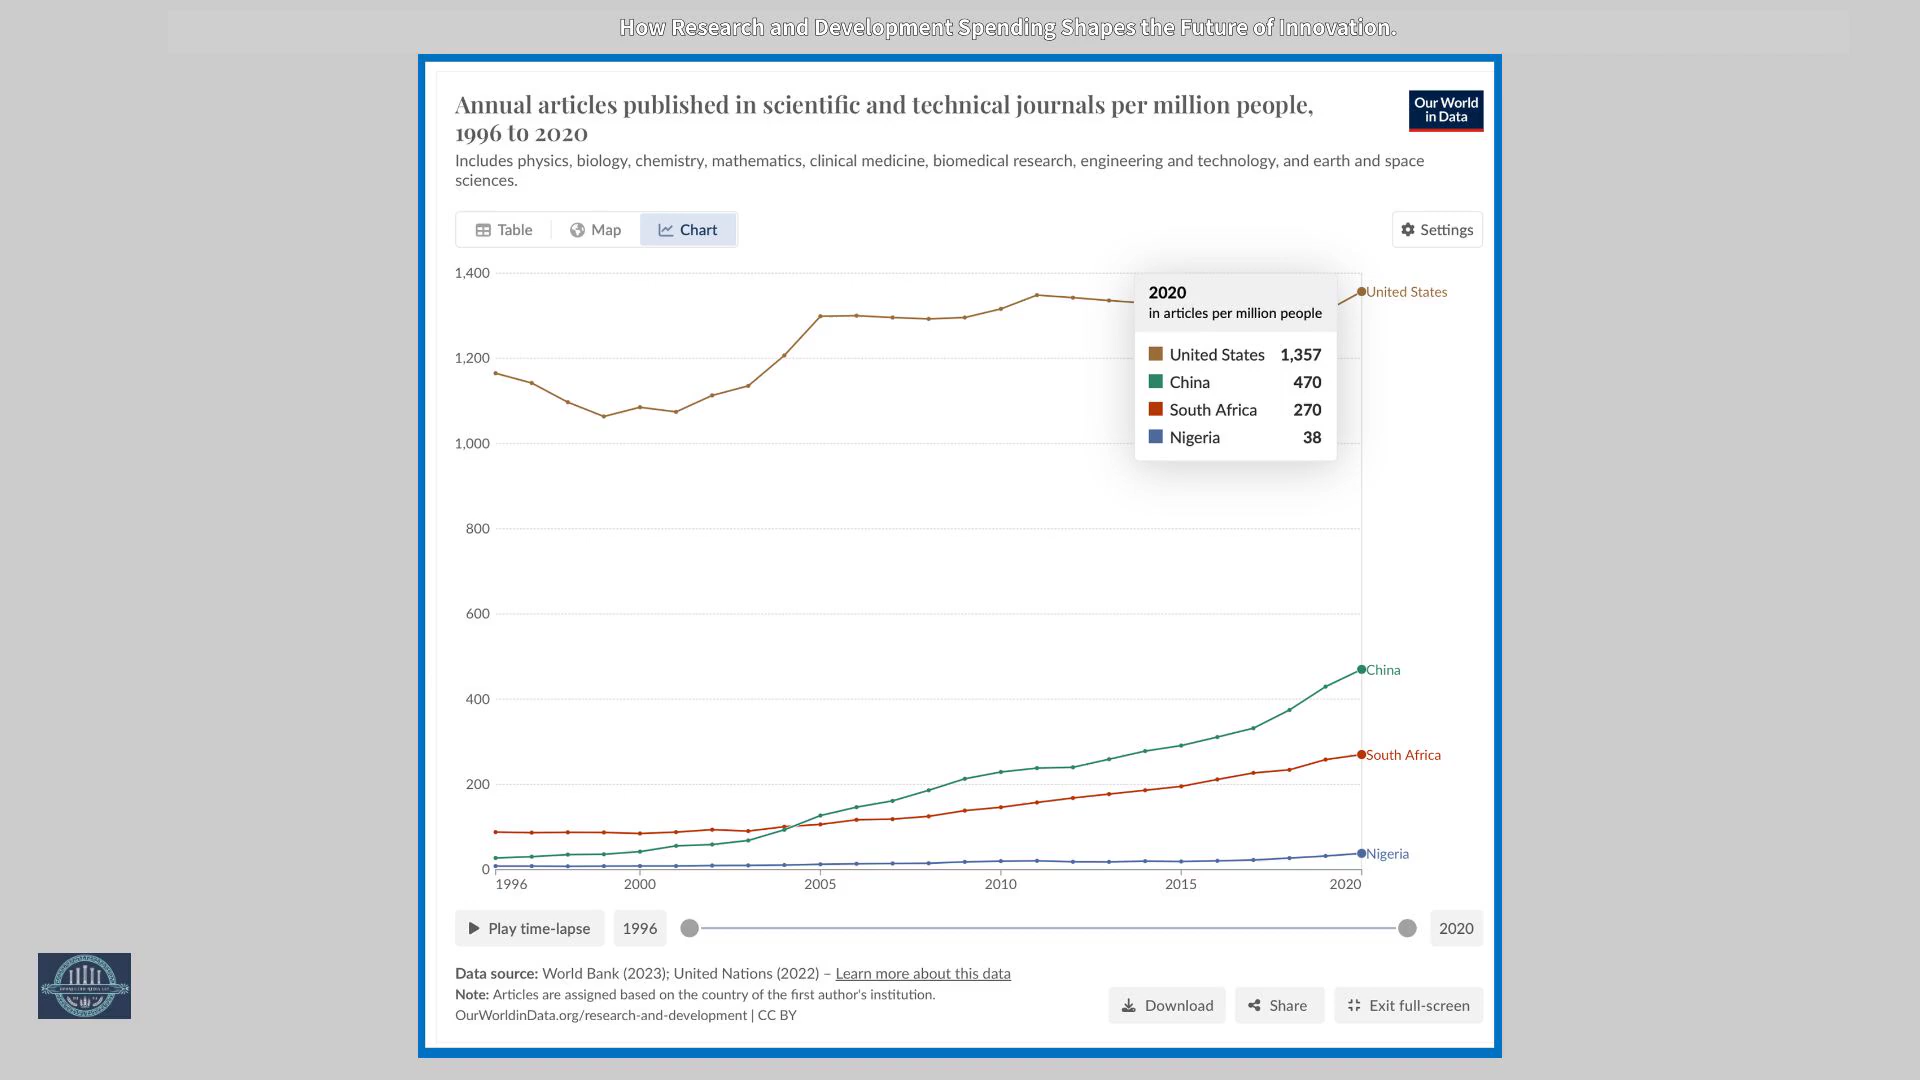 How Research and Development Spending Shapes the Future of Innovation.
Annual articles published in scientific and technical journals per million people,
1996 to 2020
Our World
in Data
Includes physics, biology, chemistry, mathematics, clinical medicine, biomedical research, engineering and technology, and earth and space
sciences.
Table
Map
Chart
Settings
1,400
1,200
1,000
800
600
400
200
0
2020
in articles per million people
United States 1,357
China 470
South Africa 270
Nigeria 38
United States
China
South Africa
Nigeria
1996
2000
2005
2010
2015
2020
Play time-lapse
1996
2020
Data source: World Bank (2023); United Nations (2022) – Learn more about this data
Note: Articles are assigned based on the country of the first author's institution.
OurWorldinData.org/research-and-development | CC BY
Download
Share
Exit full-screen